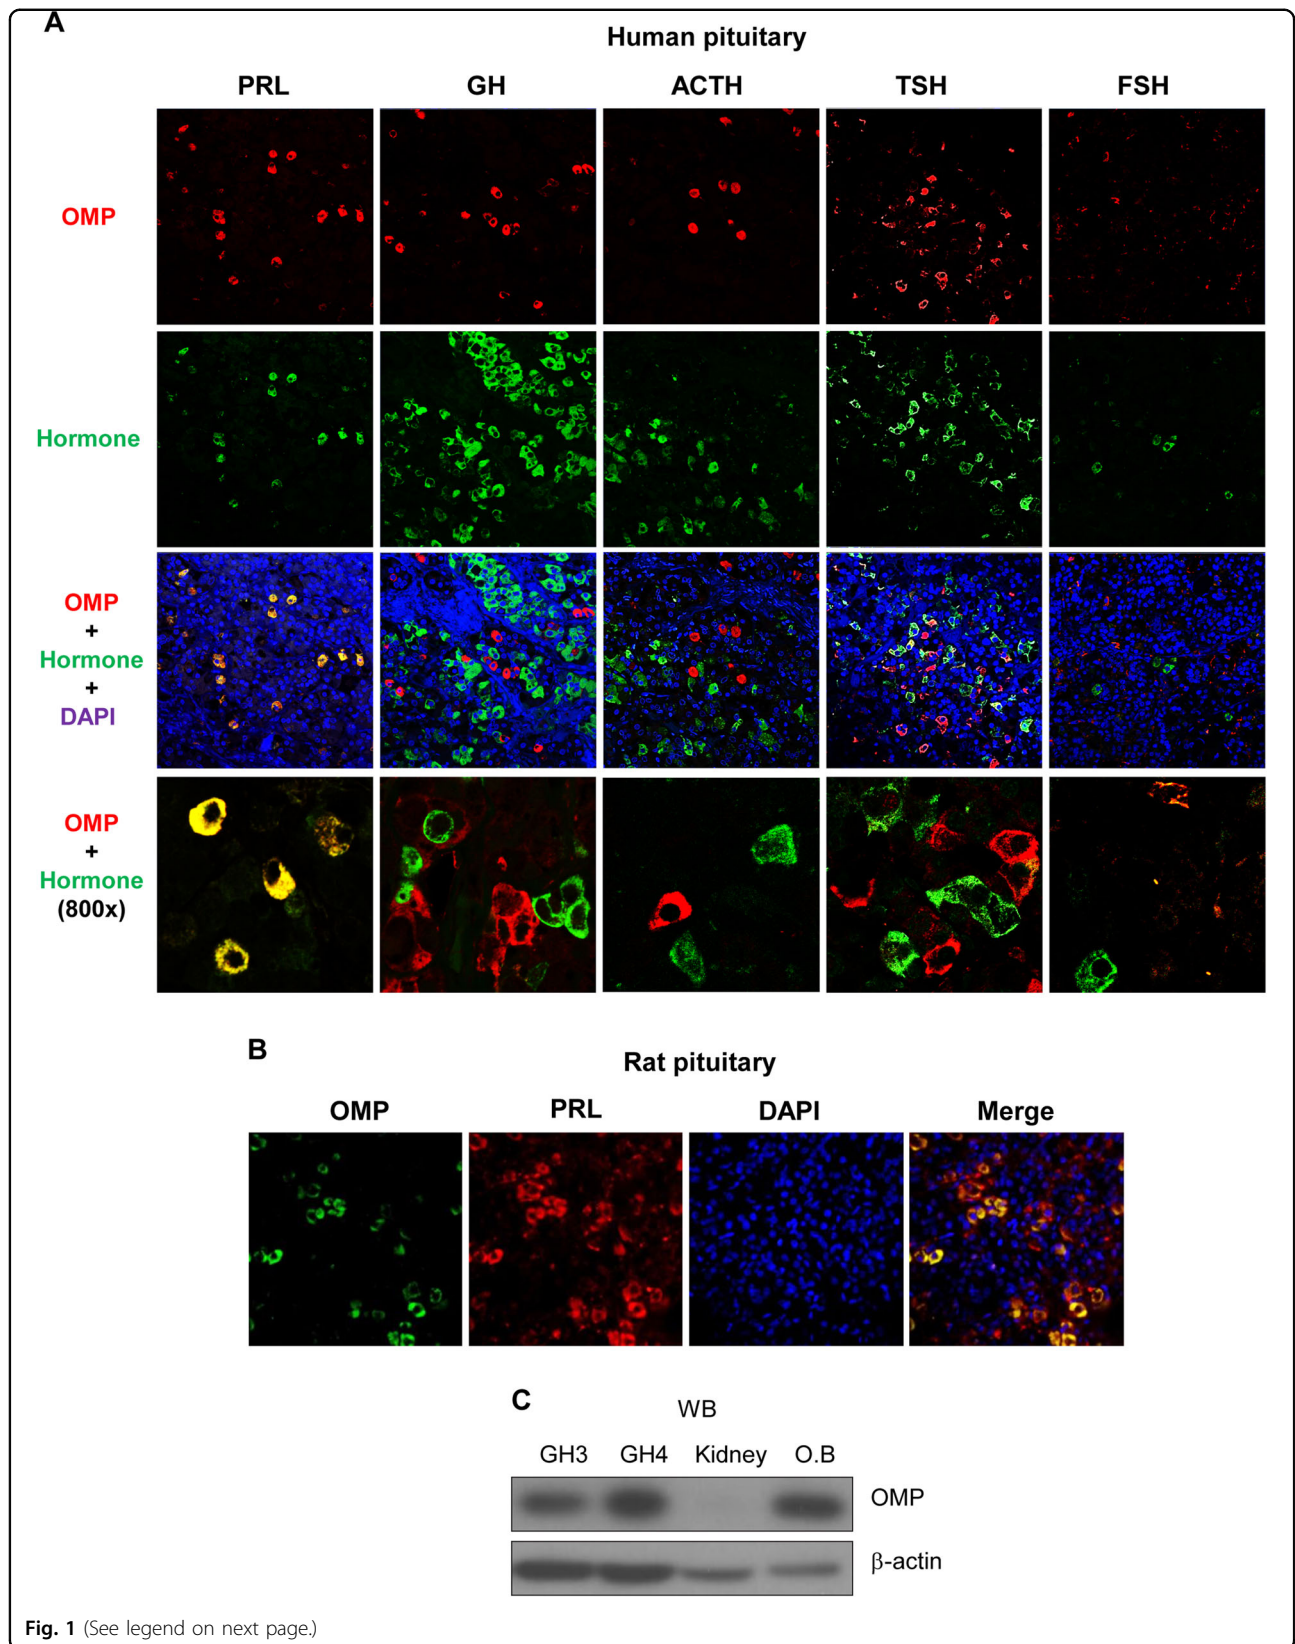 A
Human pituitary
PRL GH ACTH TSH FSH
OMP
Hormone
OMP
+
Hormone
+
DAPI
OMP
+
Hormone
(800x)
B
Rat pituitary
OMP PRL DAPI Merge
C
WB
GH3 GH4 Kidney O.B
OMP
β-actin
Fig. 1 (See legend on next page.)